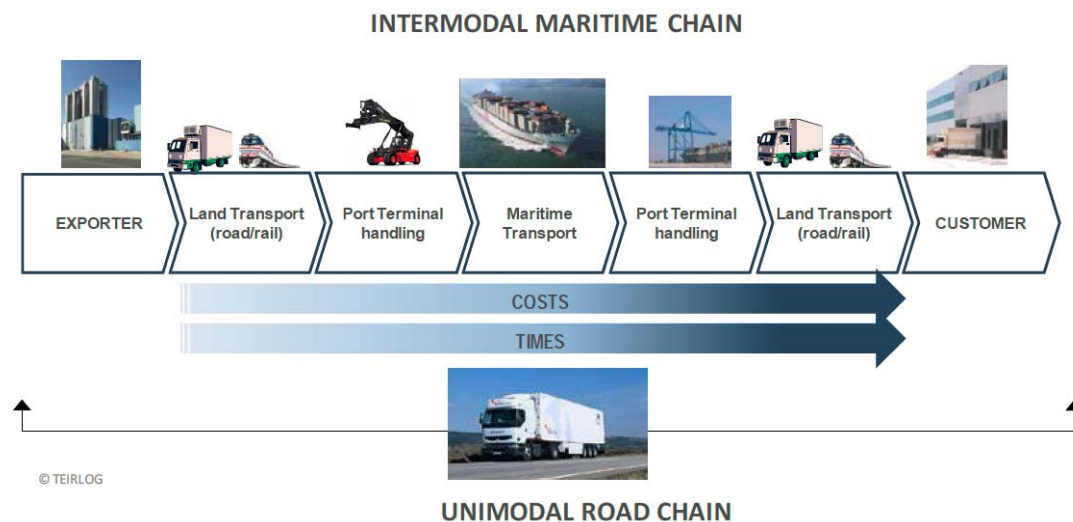 INTERMODAL MARITIME CHAIN
EXPORTER
Land Transport
(road/rail)
Port Terminal
handling
Maritime
Transport
Port Terminal
handling
Land Transport
(road/rail)
CUSTOMER
COSTS
TIMES
© TEIRLOG
UNIMODAL ROAD CHAIN